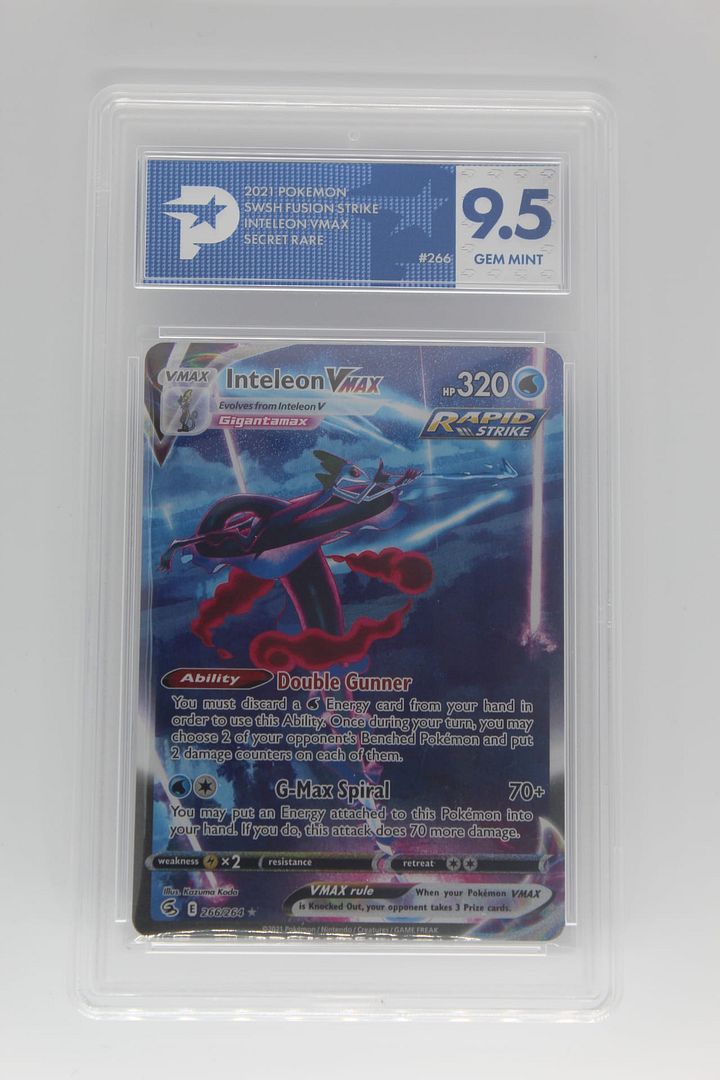 2021 POKEMON
SWSH FUSION STRIKE
INTELEON VMAX
SECRET RARE
#266
9.5
GEM MINT
VMAX
Inteleon VMAX
HP 320
Evolves from Inteleon V
Gigantamax
RAPID
STRIKE
Ability Double Gunner
You must discard a Energy card from your hand in
order to use this Ability. Once during your turn, you may
choose 2 of your opponent's Benched Pokémon and put
2 damage counters on each of them.
G-Max Spiral 70+
You may put an Energy attached to this Pokémon into
your hand. If you do, this attack does 70 more damage.
weakness ×2 resistance retreat
Illus. Kazuma Koda
VMAX rule When your Pokémon VMAX
is Knocked Out, your opponent takes 3 Prize cards.
E 266/264 ★
©2021 Pokémon / Nintendo / Creatures / GAME FREAK